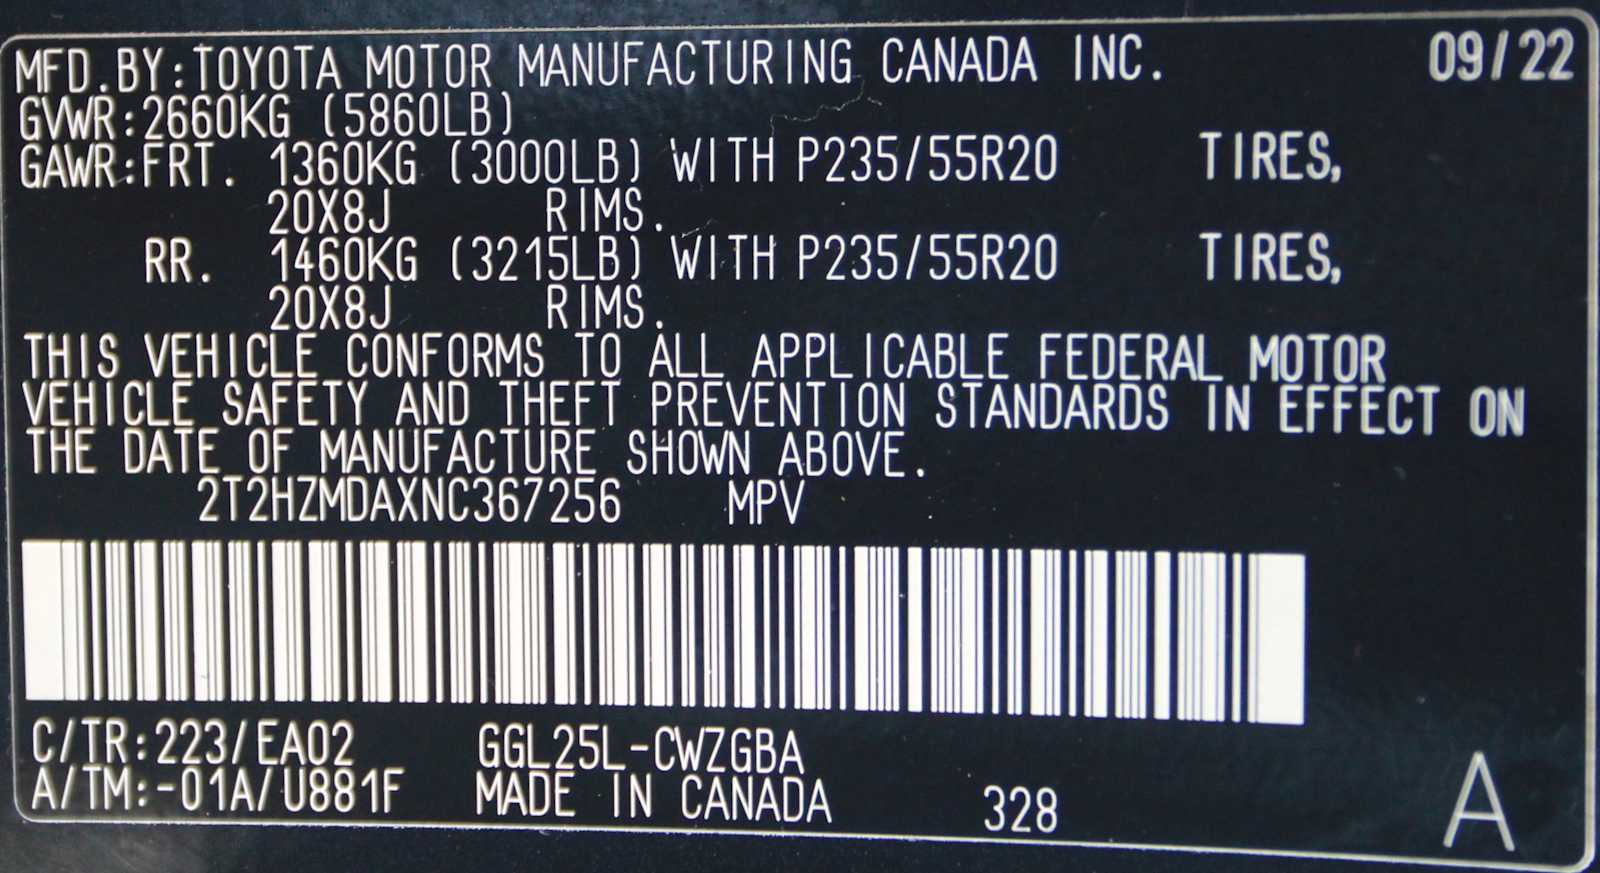 MFD.BY:TOYOTA MOTOR MANUFACTURING CANADA INC. 09/22
GVWR:2660KG (5860LB)
GAWR:FRT. 1360KG (3000LB) WITH P235/55R20 TIRES,
20X8J RIMS.
RR. 1460KG (3215LB) WITH P235/55R20 TIRES,
20X8J RIMS.
THIS VEHICLE CONFORMS TO ALL APPLICABLE FEDERAL MOTOR
VEHICLE SAFETY AND THEFT PREVENTION STANDARDS IN EFFECT ON
THE DATE OF MANUFACTURE SHOWN ABOVE.
2T2HZMDAXNC367256 MPV
C/TR:223/EA02 GGL25L-CWZGBA
A/TM:-01A/U881F MADE IN CANADA 328 A